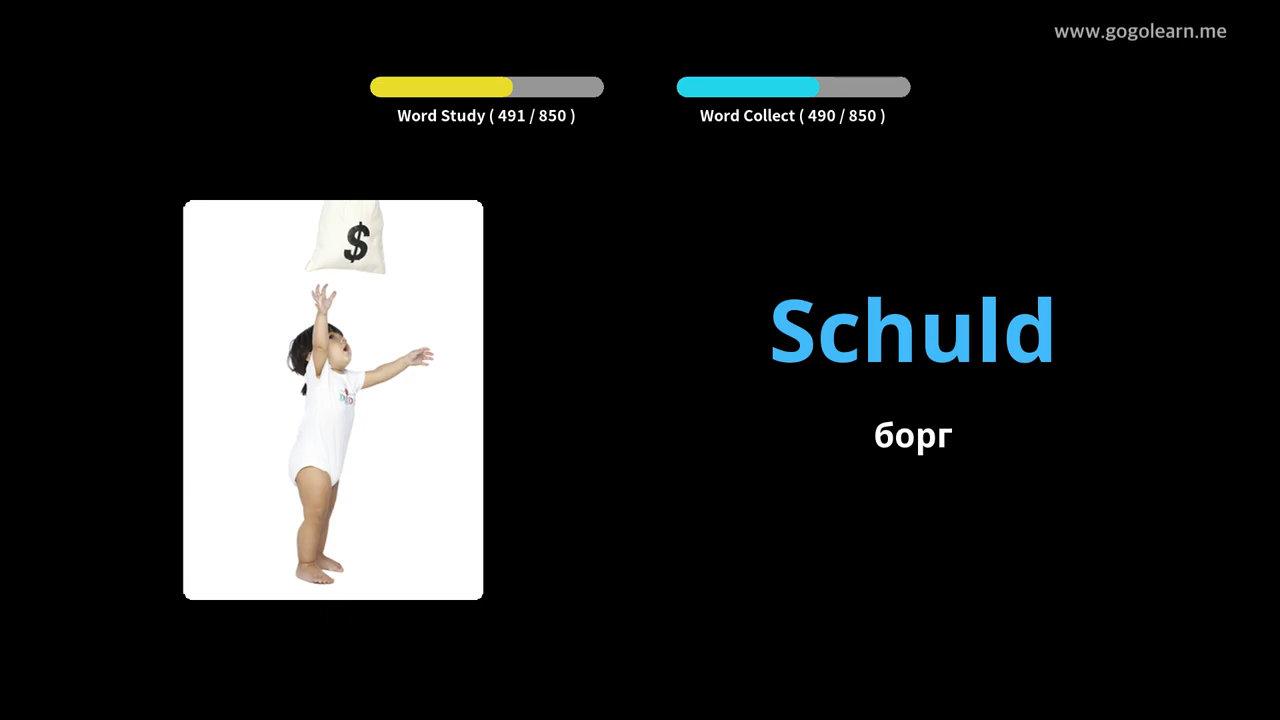 www.gogolearn.me
Word Study ( 491 / 850 )
Word Collect ( 490 / 850 )
$
Schuld
борг